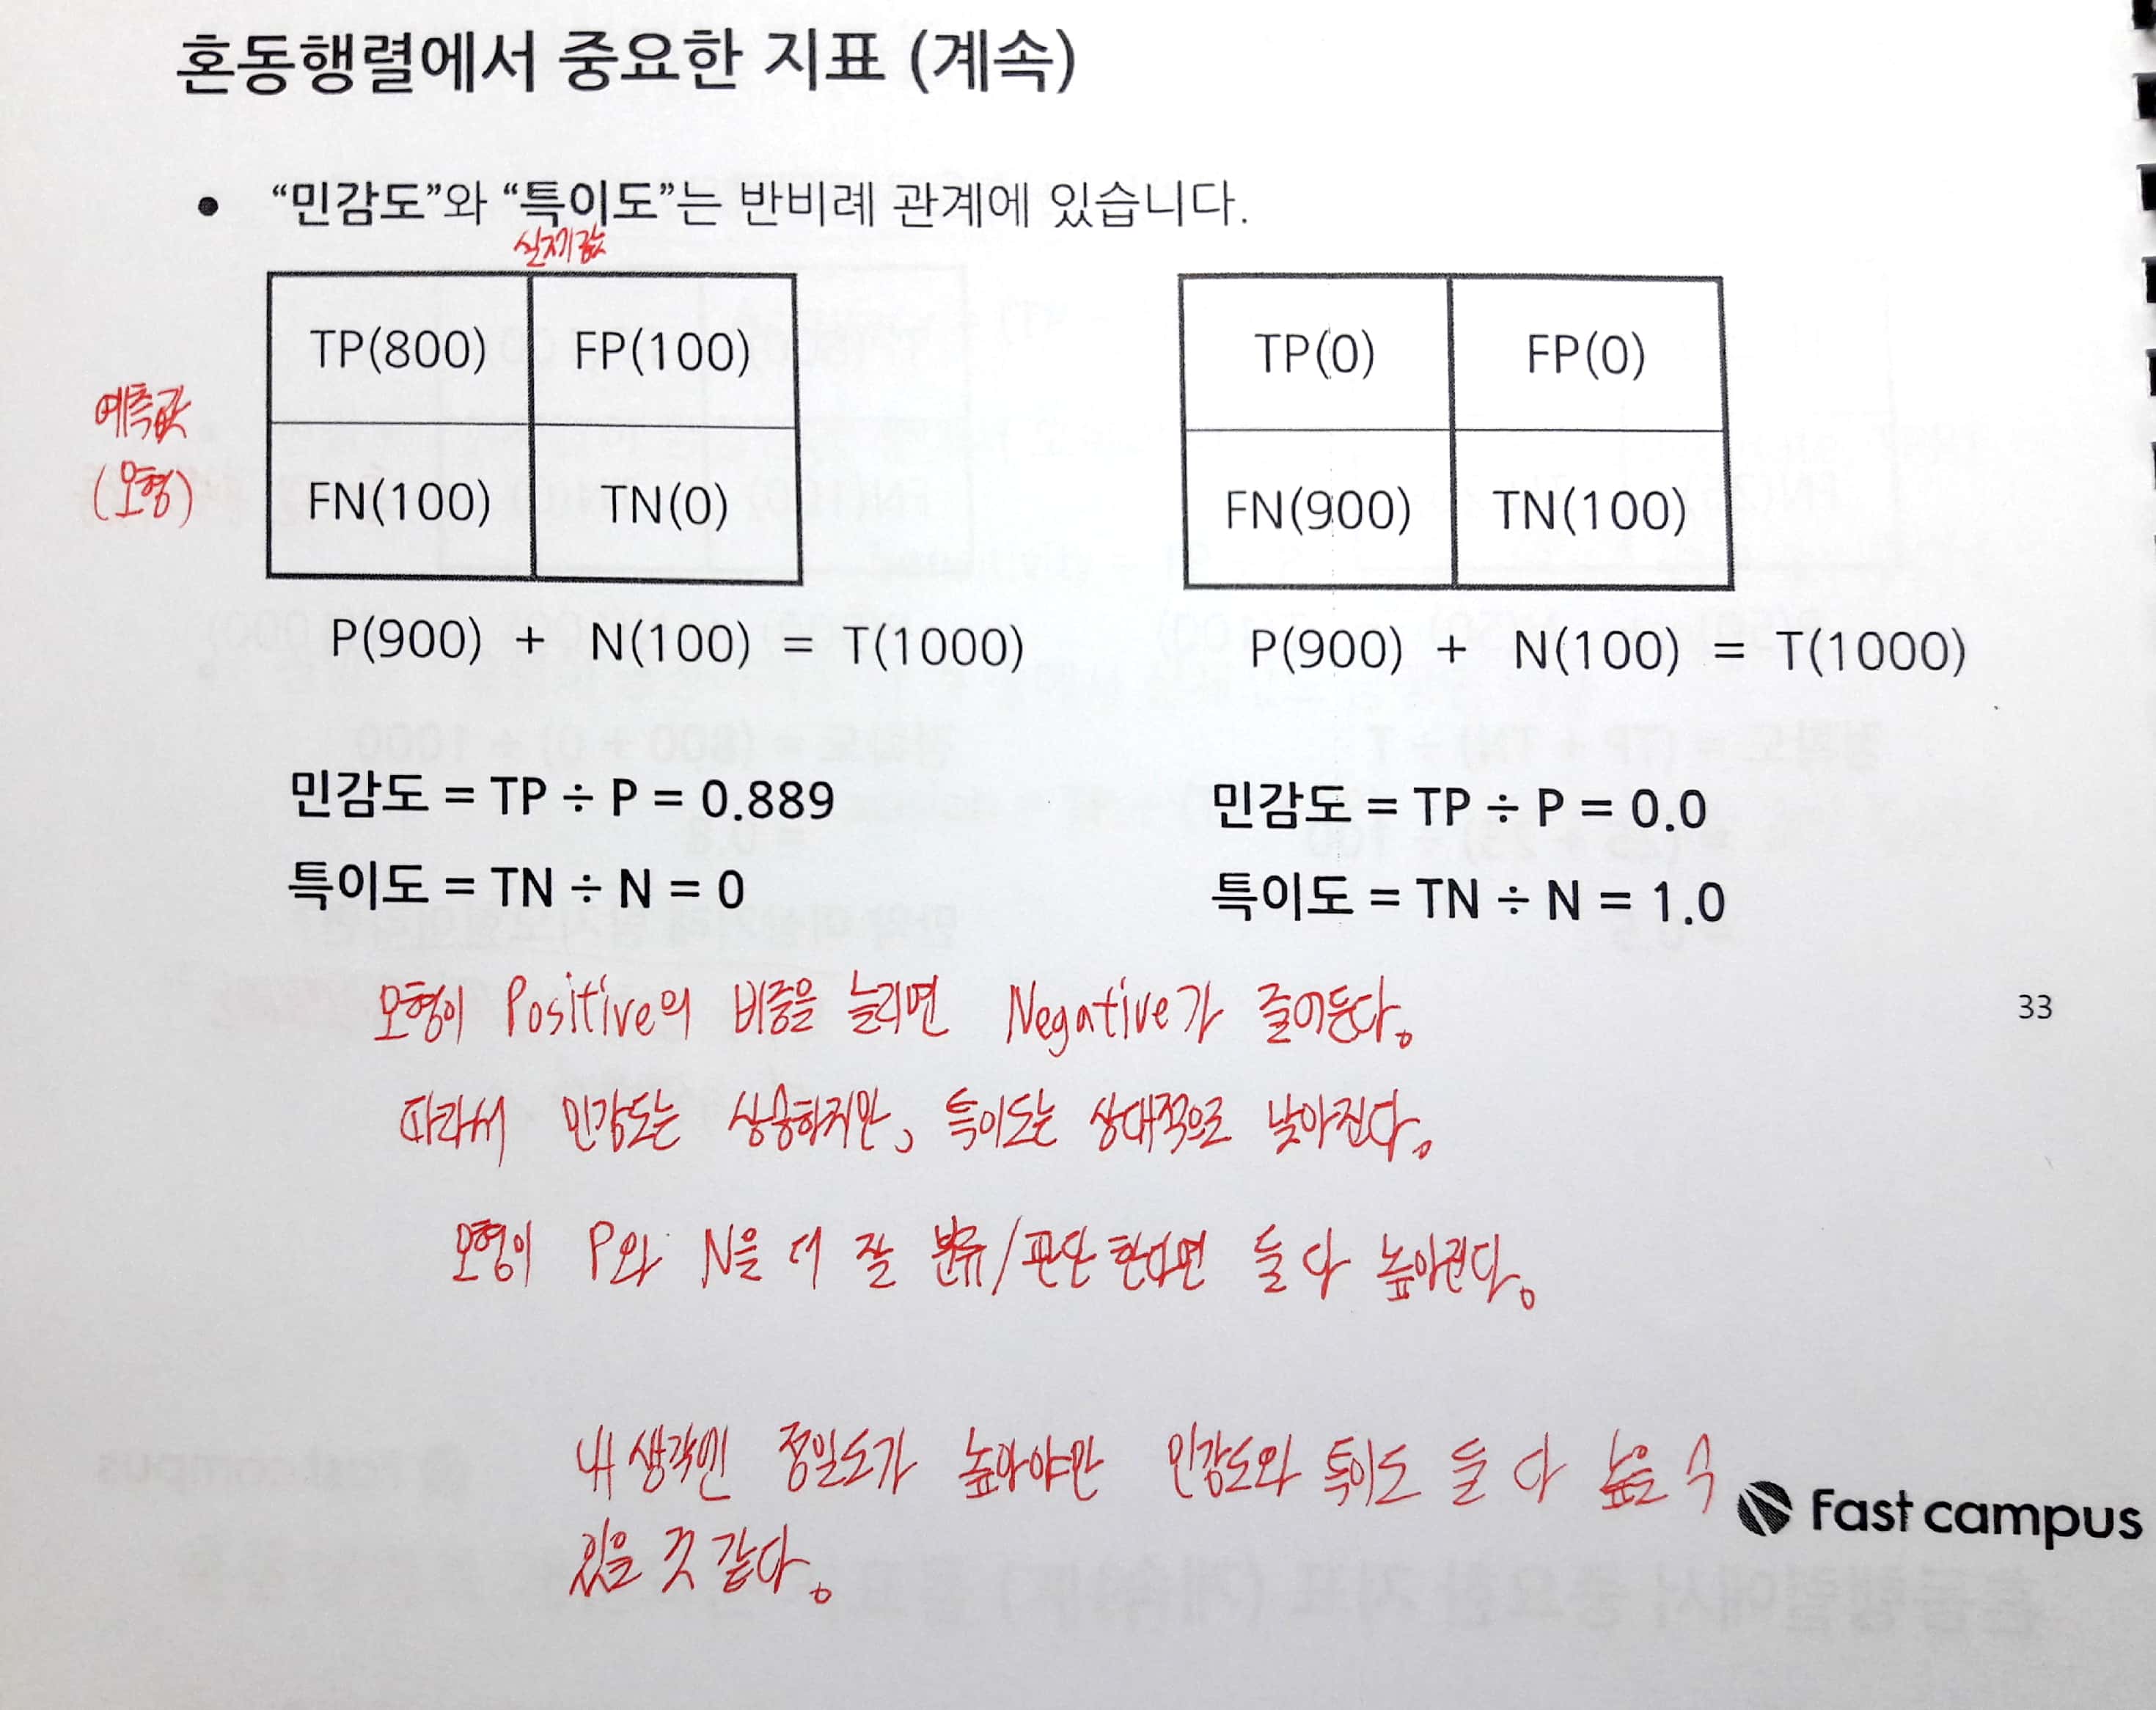 혼동행렬에서 중요한 지표 (계속)
● “민감도”와 “특이도”는 반비례 관계에 있습니다.
실제값
TP(800) FP(100)
예측값
(모형)
FN(100) TN(0)
P(900) + N(100) = T(1000)
TP(0) FP(0)
FN(900) TN(100)
P(900) + N(100) = T(1000)
민감도 = TP ÷ P = 0.889
특이도 = TN ÷ N = 0
민감도 = TP ÷ P = 0.0
특이도 = TN ÷ N = 1.0
모형이 Positive의 비중을 늘리면 Negative가 줄어든다.
따라서 민감도는 상승하지만, 특이도는 상대적으로 낮아진다.
33
모형이 P와 N을 더 잘 분류/판단한다면 둘 다 높아진다.
내 생각엔 정밀도가 높아야만 민감도와 특이도 둘 다 높을 수
있을 것 같다.
Fast campus